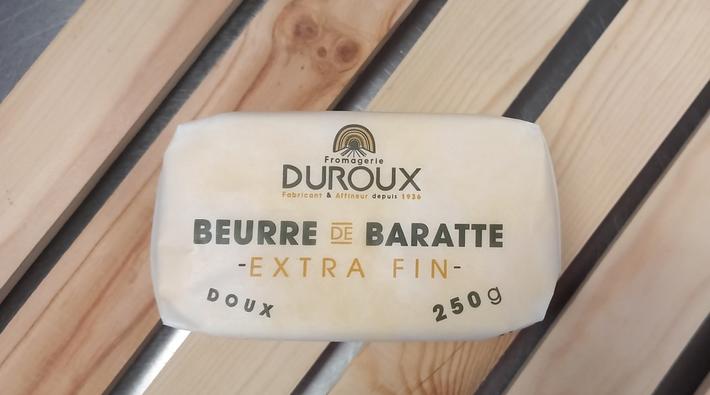 Fromagerie
DUROUX
Fabricant & Affineur depuis 1936
BEURRE DE BARATTE
-EXTRA FIN-
DOUX
250g